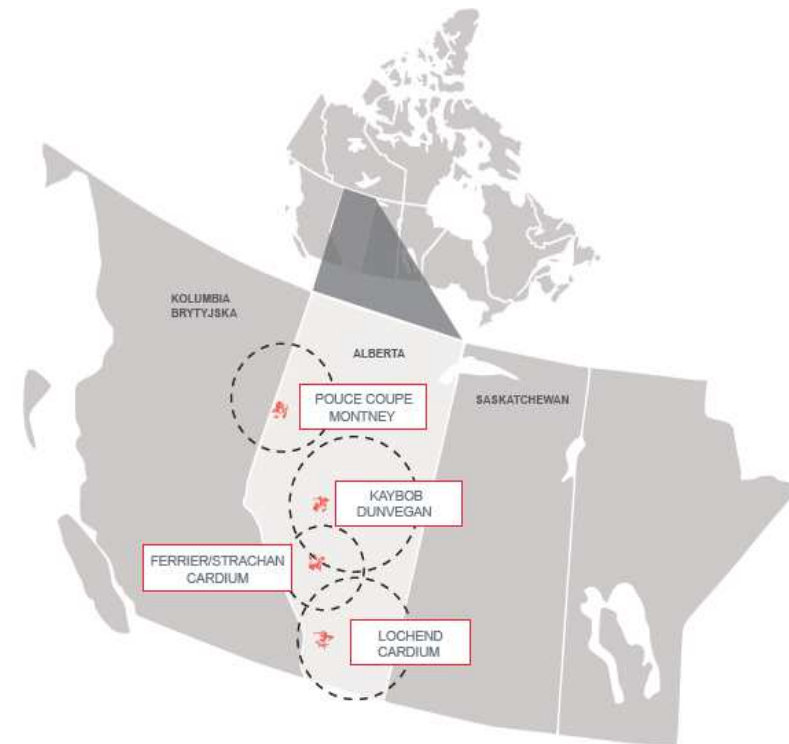 KOLUMBIA
BRYTYJSKA
ALBERTA
SASKATCHEWAN
POUCE COUPE
MONTNEY
KAYBOB
DUNVEGAN
FERRIER/STRACHAN
CARDIUM
LOCHEND
CARDIUM